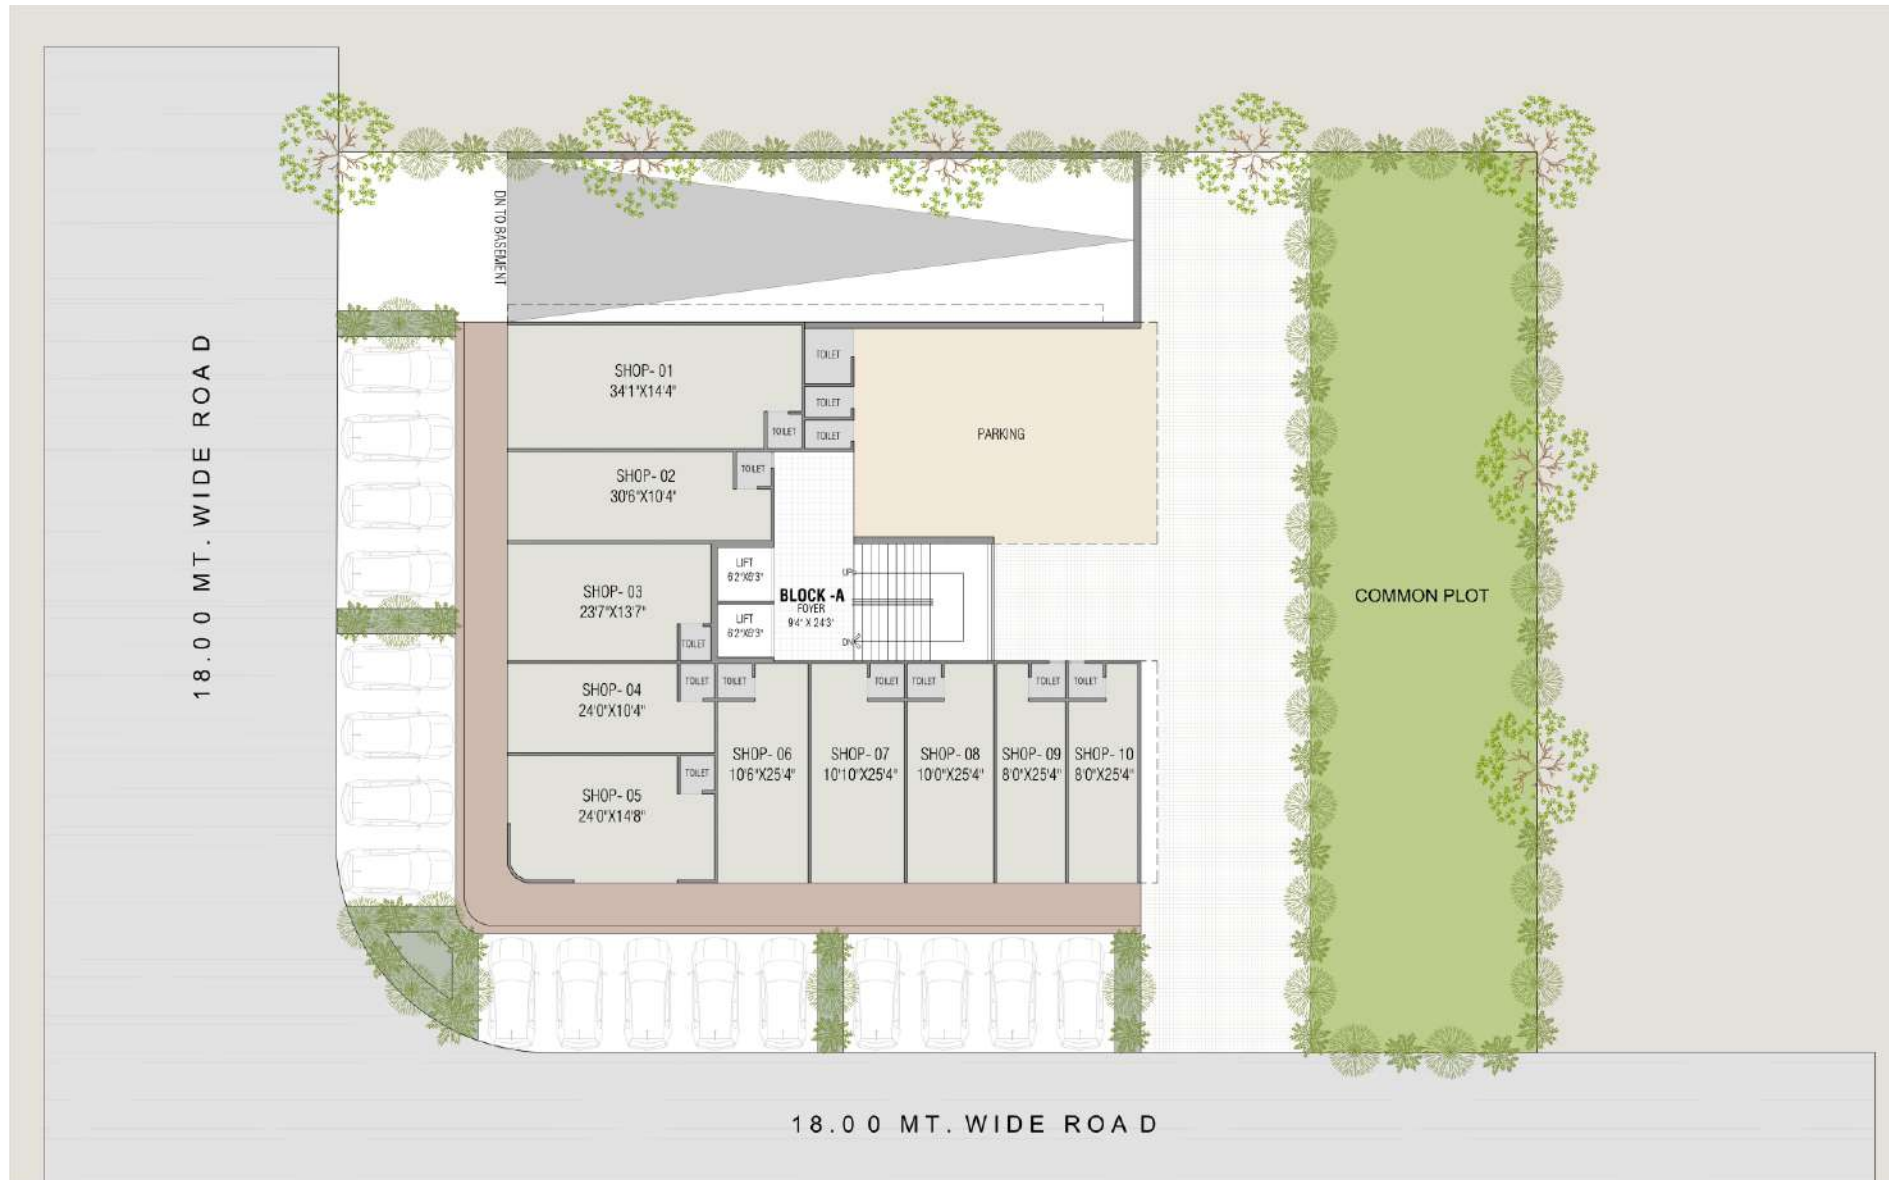 DN TO BASEMENT
SHOP- 01
34'1"X14'4"
TOILET
TOILET
TOILET
TOILET
PARKING
SHOP- 02
30'6"X10'4"
TOILET
SHOP- 03
23'7"X13'7"
TOILET
LIFT
6'2"X6'3"
LIFT
6'2"X6'3"
BLOCK -A
FOYER
9'4" X 24'3"
UP
DN
SHOP- 04
24'0"X10'4"
TOILET
SHOP- 05
24'0"X14'8"
TOILET
TOILET
SHOP- 06
10'6"X25'4"
TOILET
SHOP- 07
10'10"X25'4"
TOILET
SHOP- 08
10'0"X25'4"
TOILET
SHOP- 09
8'0"X25'4"
TOILET
SHOP- 10
8'0"X25'4"
COMMON PLOT
18.00 MT. WIDE ROAD
18.00 MT. WIDE ROAD